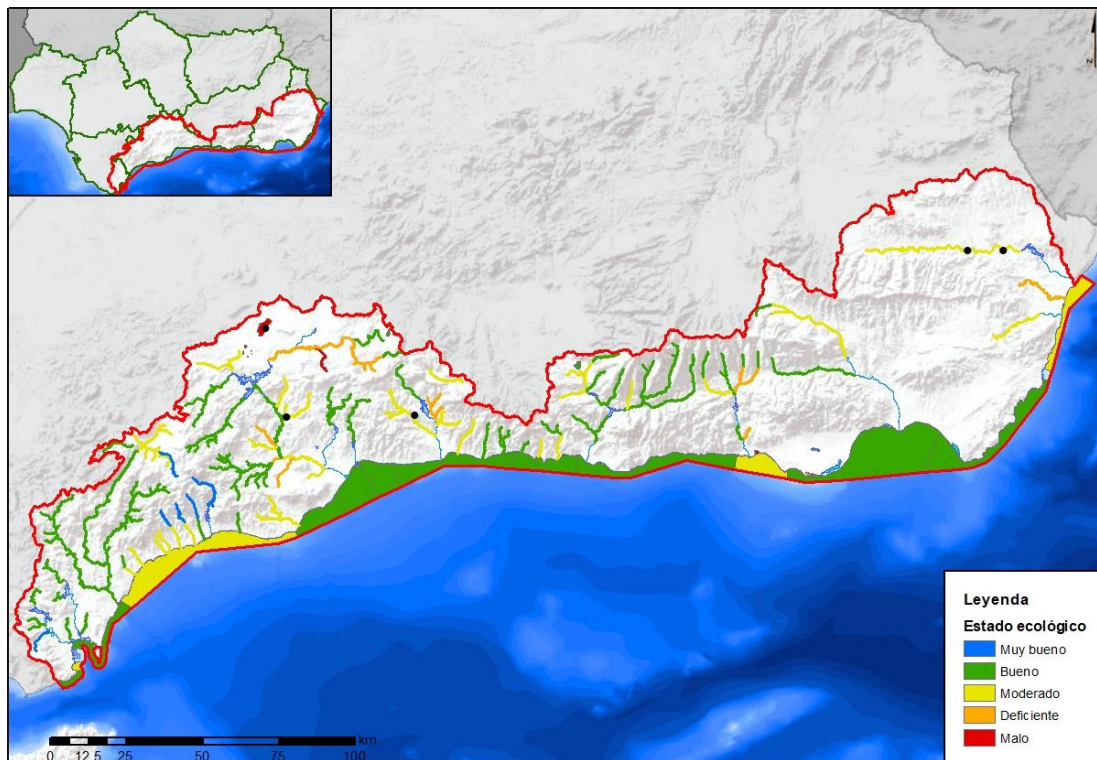 N
Leyenda
Estado ecológico
Muy bueno
Bueno
Moderado
Deficiente
Malo
km
0 12.5 25 50 75 100